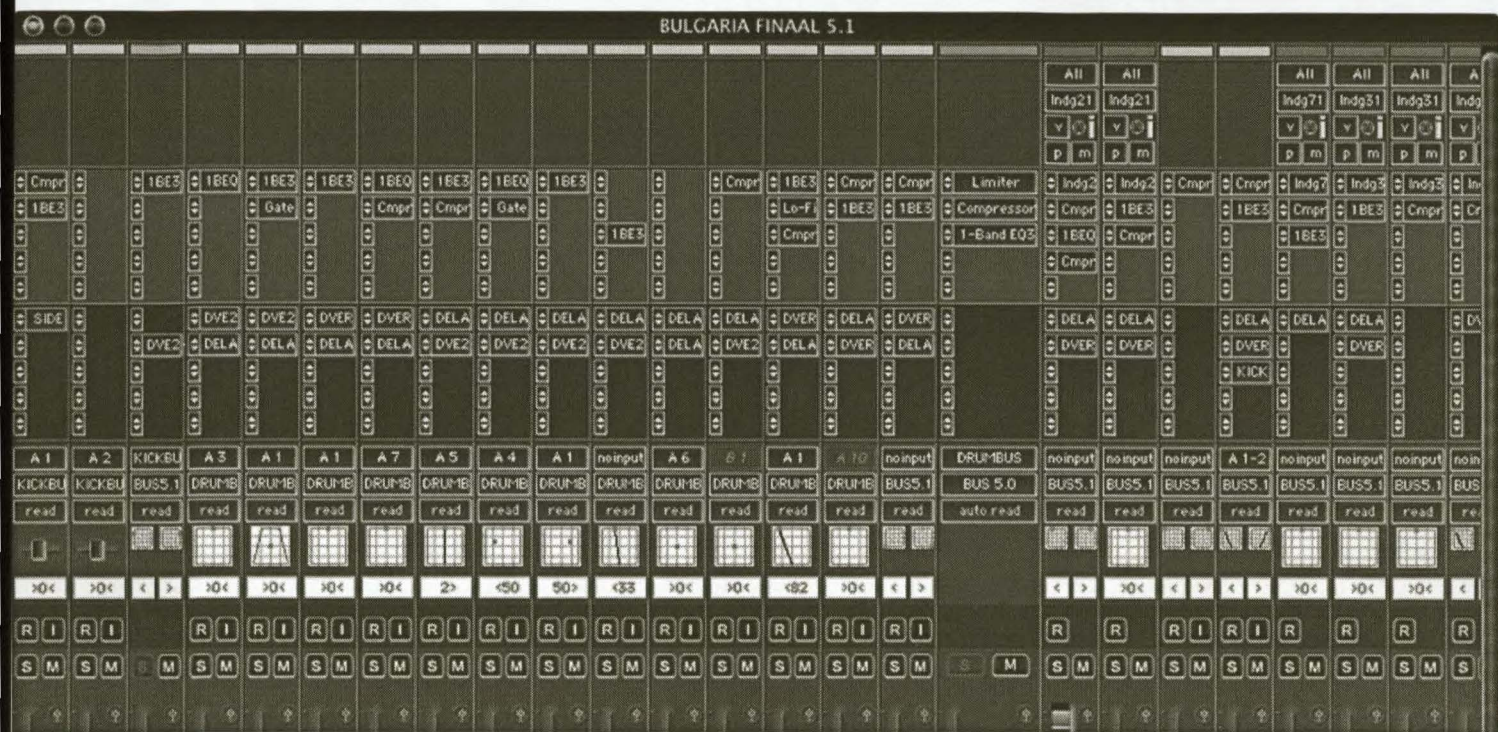 BULGARIA FINAAL 5.1
All All All All All A
Indg21 Indg21 Indg71 Indg31 Indg31 Indg
v i v i v i v i v i v
p m p m p m p m p m p
Cmpr 1BE3 1BEQ 1BE3 1BE3 1BEQ 1BE3 1BEQ 1BE3 Cmpr 1BE3 Cmpr Cmpr Limiter Indg2 Indg2 Cmpr Cmpr Indg7 Indg3 Indg3 In
1BE3 Gate Cmpr Cmpr Gate Lo-Fi 1BE3 1BE3 Compressor Cmpr 1BE3 1BE3 Cmpr 1BE3 Cmpr Cr
1BE3 Cmpr 1-Band EQ3 1BEQ Cmpr 1BE3
Cmpr
SIDE DVE2 DVE2 DVER DVER DELA DELA DELA DELA DELA DELA DVER DELA DVER DELA DELA DELA DELA DELA DV
DVE2 DELA DELA DELA DELA DVE2 DVE2 DVE2 DVE2 DELA DVE2 DELA DVER DELA DVER DVER DVER DVER
KICK
A 1 A 2 KICKBU A 3 A 1 A 1 A 7 A 5 A 4 A 1 noinput A 6 B 1 A 1 A 10 noinput DRUMBUS noinput noinput noinput A 1-2 noinput noinput noinput noin
KICKBU KICKBU BUS5.1 DRUMB DRUMB DRUMB DRUMB DRUMB DRUMB DRUMB DRUMB DRUMB DRUMB DRUMB DRUMB BUS5.1 BUS 5.0 BUS5.1 BUS5.1 BUS5.1 BUS5.1 BUS5.1 BUS5.1 BUS5.1 BUS
read read read read read read read read read read read read read read read read auto read read read read read read read read re
>0< >0< < > >0< >0< >0< >0< 2> <50 50> <33 >0< >0< <82 >0< < > < > >0< < > < > >0< >0< >0< <
R I R I R I R I R I R I R I R I R I R I R I R I R I R I R I R R R I R I R R R R
S M S M S M S M S M S M S M S M S M S M S M S M S M S M S M S M S M S M S M S M S M S M S M S M S